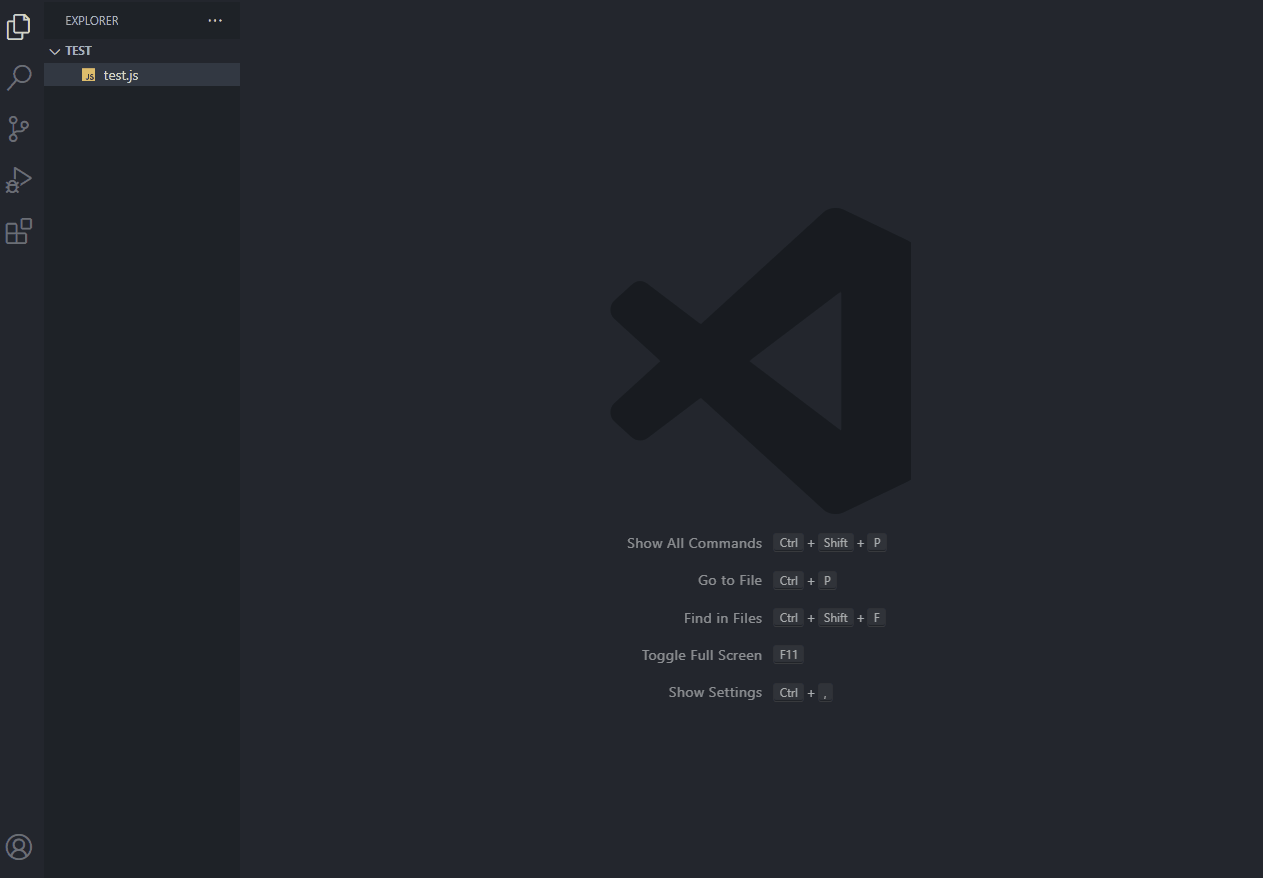 EXPLORER ...
TEST
JS test.js
Show All Commands Ctrl + Shift + P
Go to File Ctrl + P
Find in Files Ctrl + Shift + F
Toggle Full Screen F11
Show Settings Ctrl + ,